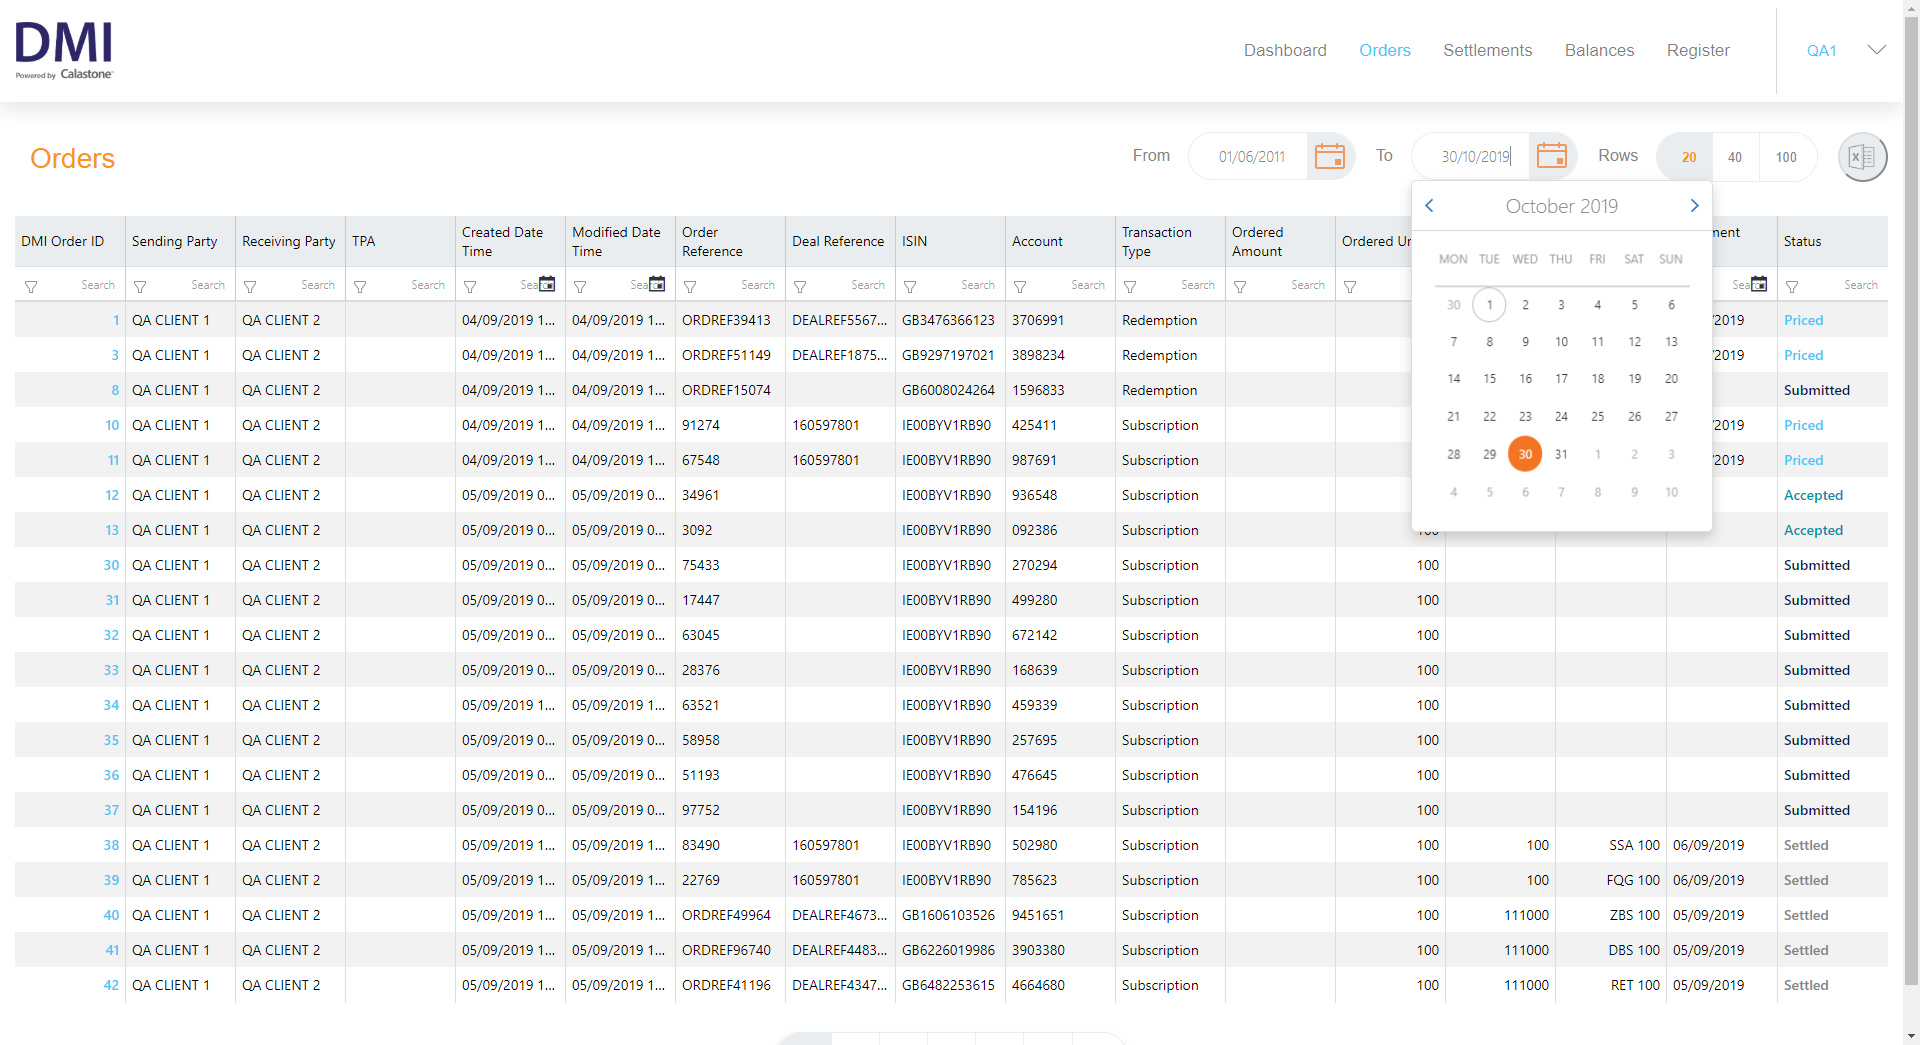 DMI
Powered by Calastone
Dashboard Orders Settlements Balances Register QA1
Orders
From 01/06/2011 To 30/10/2019 Rows 20 40 100
October 2019
MON TUE WED THU FRI SAT SUN
30 1 2 3 4 5 6
7 8 9 10 11 12 13
14 15 16 17 18 19 20
21 22 23 24 25 26 27
28 29 30 31 1 2 3
4 5 6 7 8 9 10
DMI Order ID Sending Party Receiving Party TPA Created Date Time Modified Date Time Order Reference Deal Reference ISIN Account Transaction Type Ordered Amount Ordered Status
Search Search Search Search Search Search Search Search Search Search Search
1 QA CLIENT 1 QA CLIENT 2 04/09/2019 1... 04/09/2019 1... ORDREF39413 DEALREF5567... GB3476366123 3706991 Redemption /2019 Priced
3 QA CLIENT 1 QA CLIENT 2 04/09/2019 1... 04/09/2019 1... ORDREF51149 DEALREF1875... GB9297197021 3898234 Redemption /2019 Priced
8 QA CLIENT 1 QA CLIENT 2 04/09/2019 1... 04/09/2019 1... ORDREF15074 GB6008024264 1596833 Redemption Submitted
10 QA CLIENT 1 QA CLIENT 2 04/09/2019 1... 04/09/2019 1... 91274 160597801 IE00BYV1RB90 425411 Subscription /2019 Priced
11 QA CLIENT 1 QA CLIENT 2 04/09/2019 1... 04/09/2019 1... 67548 160597801 IE00BYV1RB90 987691 Subscription /2019 Priced
12 QA CLIENT 1 QA CLIENT 2 05/09/2019 0... 05/09/2019 0... 34961 IE00BYV1RB90 936548 Subscription Accepted
13 QA CLIENT 1 QA CLIENT 2 05/09/2019 0... 05/09/2019 0... 3092 IE00BYV1RB90 092386 Subscription 100 Accepted
30 QA CLIENT 1 QA CLIENT 2 05/09/2019 0... 05/09/2019 0... 75433 IE00BYV1RB90 270294 Subscription 100 Submitted
31 QA CLIENT 1 QA CLIENT 2 05/09/2019 0... 05/09/2019 0... 17447 IE00BYV1RB90 499280 Subscription 100 Submitted
32 QA CLIENT 1 QA CLIENT 2 05/09/2019 0... 05/09/2019 0... 63045 IE00BYV1RB90 672142 Subscription 100 Submitted
33 QA CLIENT 1 QA CLIENT 2 05/09/2019 0... 05/09/2019 0... 28376 IE00BYV1RB90 168639 Subscription 100 Submitted
34 QA CLIENT 1 QA CLIENT 2 05/09/2019 1... 05/09/2019 1... 63521 IE00BYV1RB90 459339 Subscription 100 Submitted
35 QA CLIENT 1 QA CLIENT 2 05/09/2019 0... 05/09/2019 0... 58958 IE00BYV1RB90 257695 Subscription 100 Submitted
36 QA CLIENT 1 QA CLIENT 2 05/09/2019 0... 05/09/2019 0... 51193 IE00BYV1RB90 476645 Subscription 100 Submitted
37 QA CLIENT 1 QA CLIENT 2 05/09/2019 0... 05/09/2019 0... 97752 IE00BYV1RB90 154196 Subscription 100 Submitted
38 QA CLIENT 1 QA CLIENT 2 05/09/2019 1... 05/09/2019 1... 83490 160597801 IE00BYV1RB90 502980 Subscription 100 100 SSA 100 06/09/2019 Settled
39 QA CLIENT 1 QA CLIENT 2 05/09/2019 1... 05/09/2019 1... 22769 160597801 IE00BYV1RB90 785623 Subscription 100 100 FQG 100 06/09/2019 Settled
40 QA CLIENT 1 QA CLIENT 2 05/09/2019 1... 05/09/2019 1... ORDREF49964 DEALREF4673... GB1606103526 9451651 Subscription 100 111000 ZBS 100 05/09/2019 Settled
41 QA CLIENT 1 QA CLIENT 2 05/09/2019 1... 05/09/2019 1... ORDREF96740 DEALREF4483... GB6226019986 3903380 Subscription 100 111000 DBS 100 05/09/2019 Settled
42 QA CLIENT 1 QA CLIENT 2 05/09/2019 1... 05/09/2019 1... ORDREF41196 DEALREF4347... GB6482253615 4664680 Subscription 100 111000 RET 100 05/09/2019 Settled